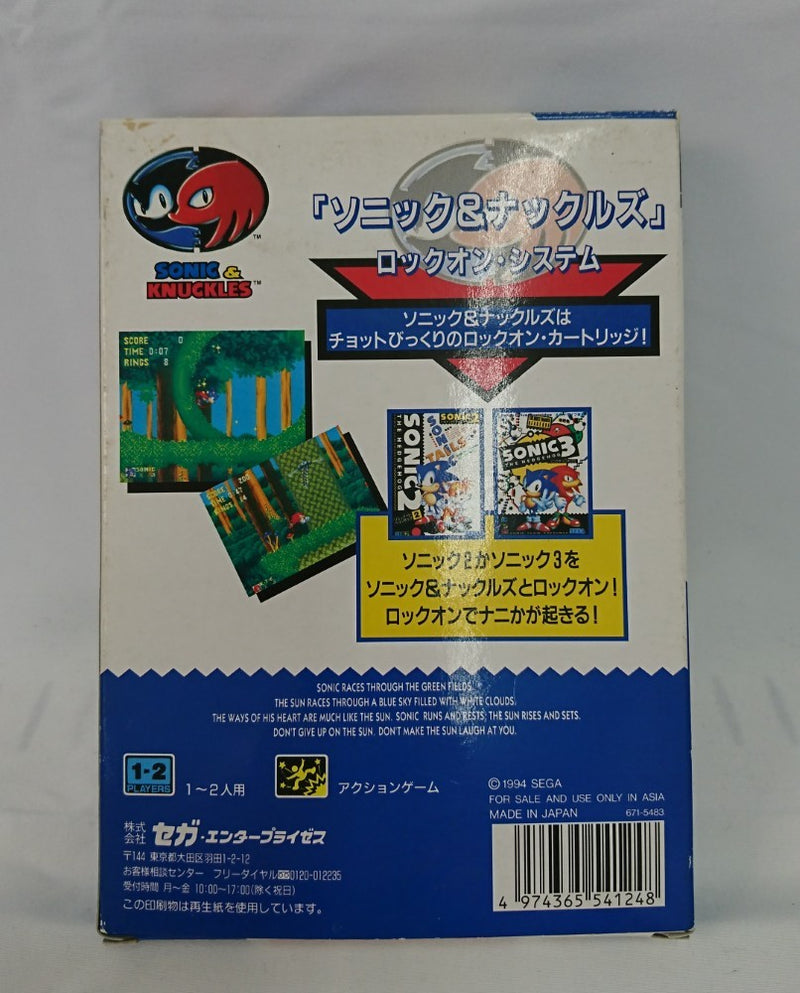 SONIC &
KNUCKLES™
™
「ソニック&ナックルズ」
ロックオン・システム
ソニック&ナックルズは
チョットびっくりのロックオン・カートリッジ!
SCORE 0
TIME 0:07
RINGS 8
SONIC
SONIC 2
THE HEDGEHOG
SONIC
TAILS
SONIC 3
THE HEDGEHOG
ソニック2かソニック3を
ソニック&ナックルズとロックオン!
ロックオンでナニかが起きる!
SONIC RACES THROUGH THE GREEN FIELDS.
THE SUN RACES THROUGH A BLUE SKY FILLED WITH WHITE CLOUDS.
THE WAYS OF HIS HEART ARE MUCH LIKE THE SUN. SONIC RUNS AND RESTS; THE SUN RISES AND SETS.
DON'T GIVE UP ON THE SUN. DON'T MAKE THE SUN LAUGH AT YOU.
1-2
PLAYERS
1〜2人用
アクションゲーム
株式会社 セガ・エンタープライゼス
〒144 東京都大田区羽田1-2-12
お客様相談センター フリーダイヤル0120-012235
受付時間 月〜金 10:00〜17:00(除く祝日)
この印刷物は再生紙を使用しています。
©1994 SEGA
FOR SALE AND USE ONLY IN ASIA
MADE IN JAPAN 671-5483
4 974365 541248